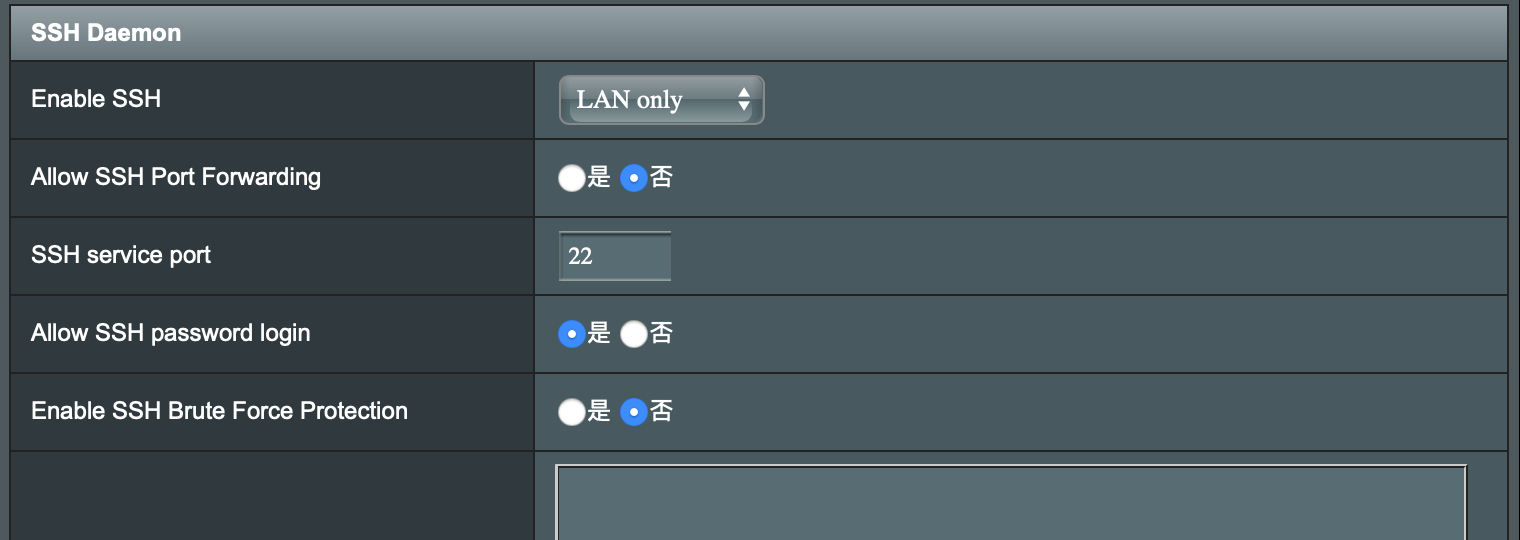 SSH Daemon
Enable SSH
LAN only
Allow SSH Port Forwarding
是 否
SSH service port
22
Allow SSH password login
是 否
Enable SSH Brute Force Protection
是 否